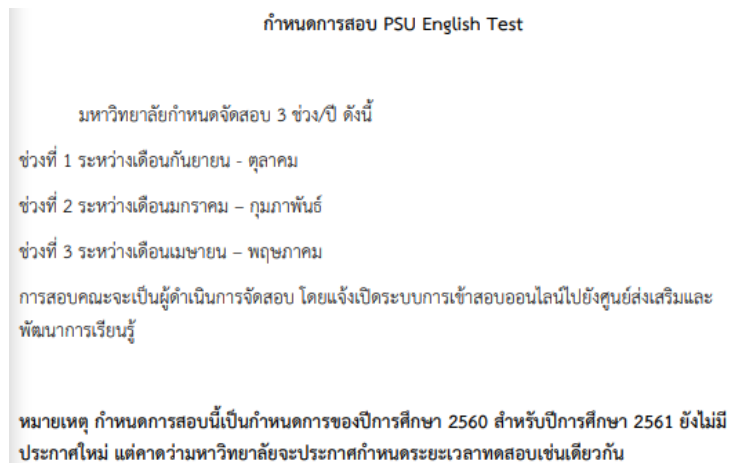 กำหนดการสอบ PSU English Test
มหาวิทยาลัยกำหนดจัดสอบ 3 ช่วง/ปี ดังนี้
ช่วงที่ 1 ระหว่างเดือนกันยายน - ตุลาคม
ช่วงที่ 2 ระหว่างเดือนมกราคม – กุมภาพันธ์
ช่วงที่ 3 ระหว่างเดือนเมษายน – พฤษภาคม
การสอบคณะจะเป็นผู้ดำเนินการจัดสอบ โดยแจ้งเปิดระบบการเข้าสอบออนไลน์ไปยังศูนย์ส่งเสริมและ
พัฒนาการเรียนรู้
หมายเหตุ กำหนดการสอบนี้เป็นกำหนดการของปีการศึกษา 2560 สำหรับปีการศึกษา 2561 ยังไม่มี
ประกาศใหม่ แต่คาดว่ามหาวิทยาลัยจะประกาศกำหนดระยะเวลาทดสอบเช่นเดียวกัน